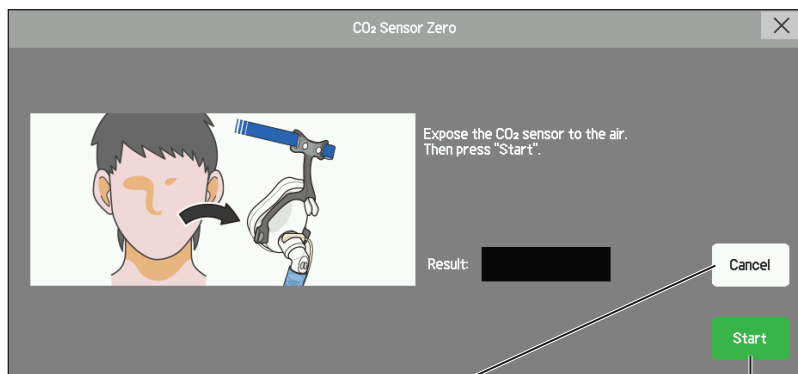 CO₂ Sensor Zero
Expose the CO₂ sensor to the air.
Then press "Start".
Result:
Cancel
Start